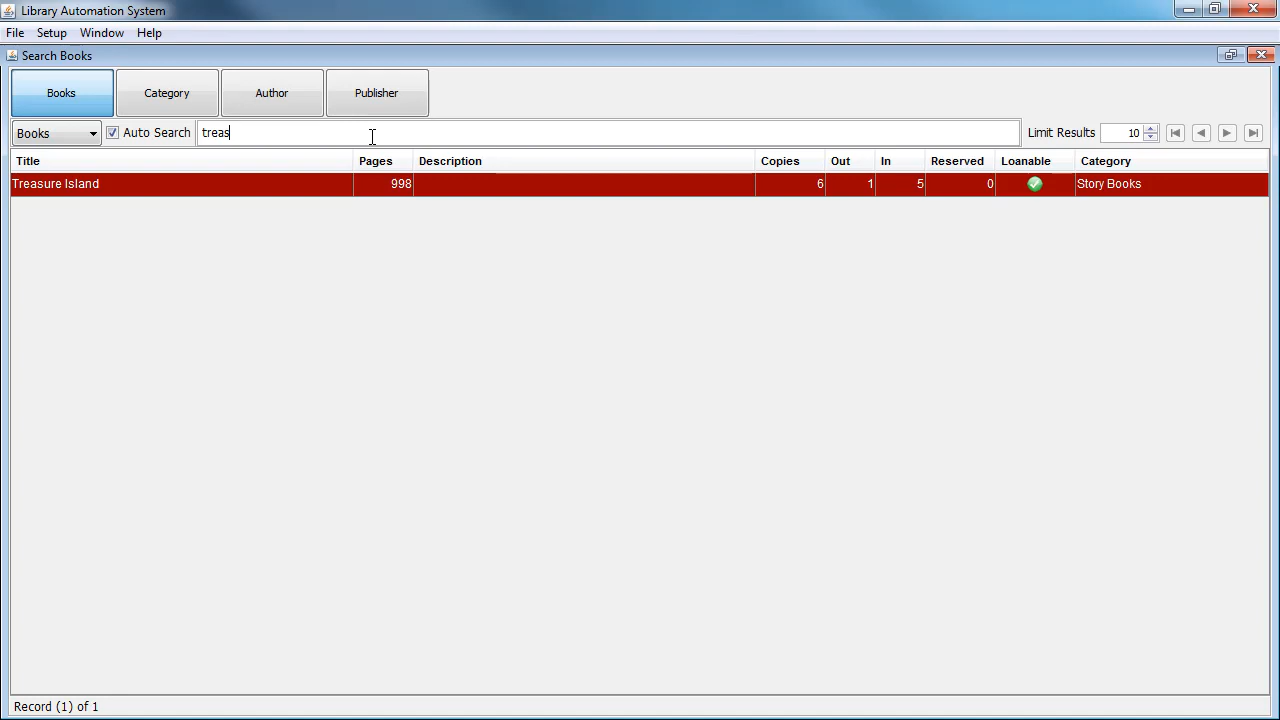 Library Automation System
File Setup Window Help
Search Books
Books Category Author Publisher
Books Auto Search treas Limit Results 10
Title Pages Description Copies Out In Reserved Loanable Category
Treasure Island 998 6 1 5 0 Story Books
Record (1) of 1